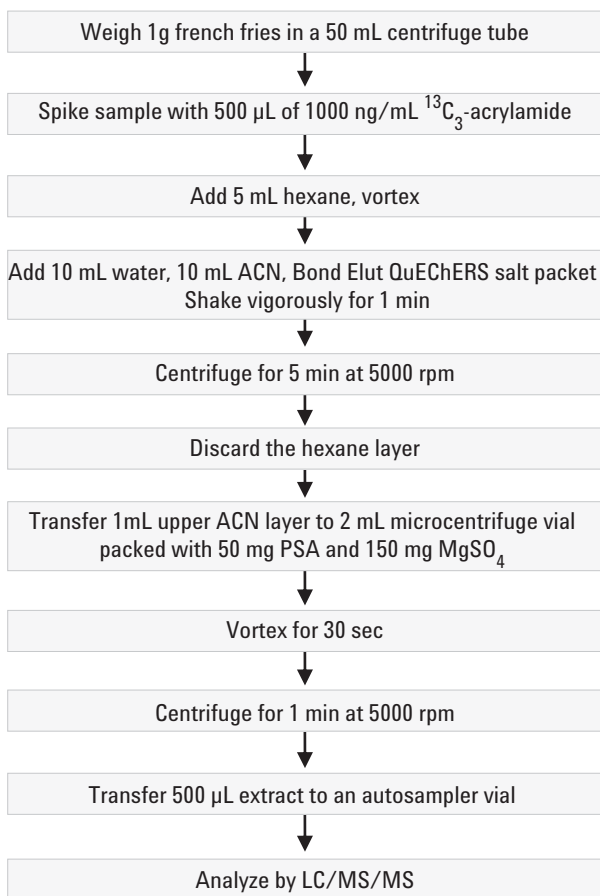 Weigh 1g french fries in a 50 mL centrifuge tube
Spike sample with 500 µL of 1000 ng/mL ¹³C₃-acrylamide
Add 5 mL hexane, vortex
Add 10 mL water, 10 mL ACN, Bond Elut QuEChERS salt packet
Shake vigorously for 1 min
Centrifuge for 5 min at 5000 rpm
Discard the hexane layer
Transfer 1mL upper ACN layer to 2 mL microcentrifuge vial
packed with 50 mg PSA and 150 mg MgSO₄
Vortex for 30 sec
Centrifuge for 1 min at 5000 rpm
Transfer 500 µL extract to an autosampler vial
Analyze by LC/MS/MS